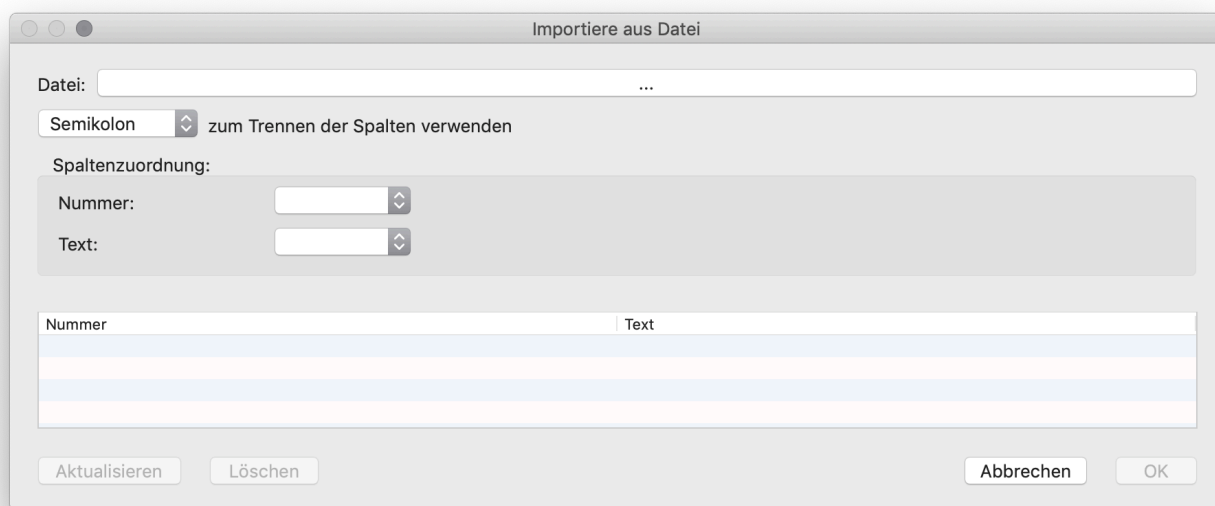 Importiere aus Datei
Datei: ...
Semikolon zum Trennen der Spalten verwenden
Spaltenzuordnung:
Nummer:
Text:
Nummer Text
Aktualisieren Löschen Abbrechen OK